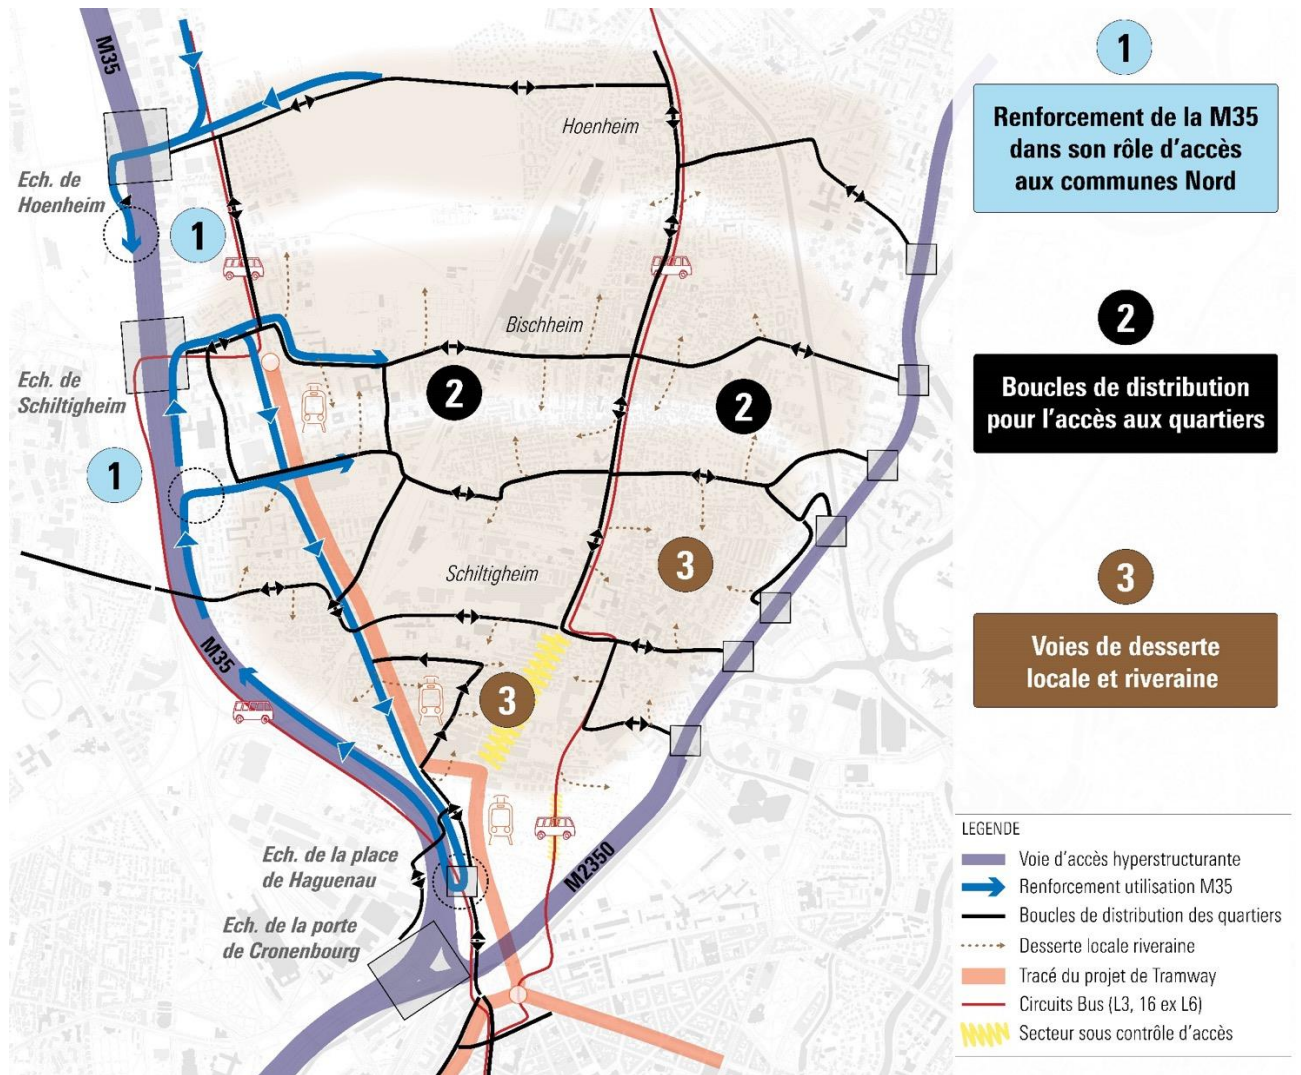 M35
Hoenheim
Ech. de
Hoenheim
1
Bischheim
Ech. de
Schiltigheim
2
2
1
3
Schiltigheim
M35
3
Ech. de la place
de Haguenau
Ech. de la porte
de Cronenbourg
M2350
1
Renforcement de la M35
dans son rôle d'accès
aux communes Nord
2
Boucles de distribution
pour l'accès aux quartiers
3
Voies de desserte
locale et riveraine
LEGENDE
Voie d'accès hyperstructurante
Renforcement utilisation M35
Boucles de distribution des quartiers
Desserte locale riveraine
Tracé du projet de Tramway
Circuits Bus (L3, 16 ex L6)
Secteur sous contrôle d'accès